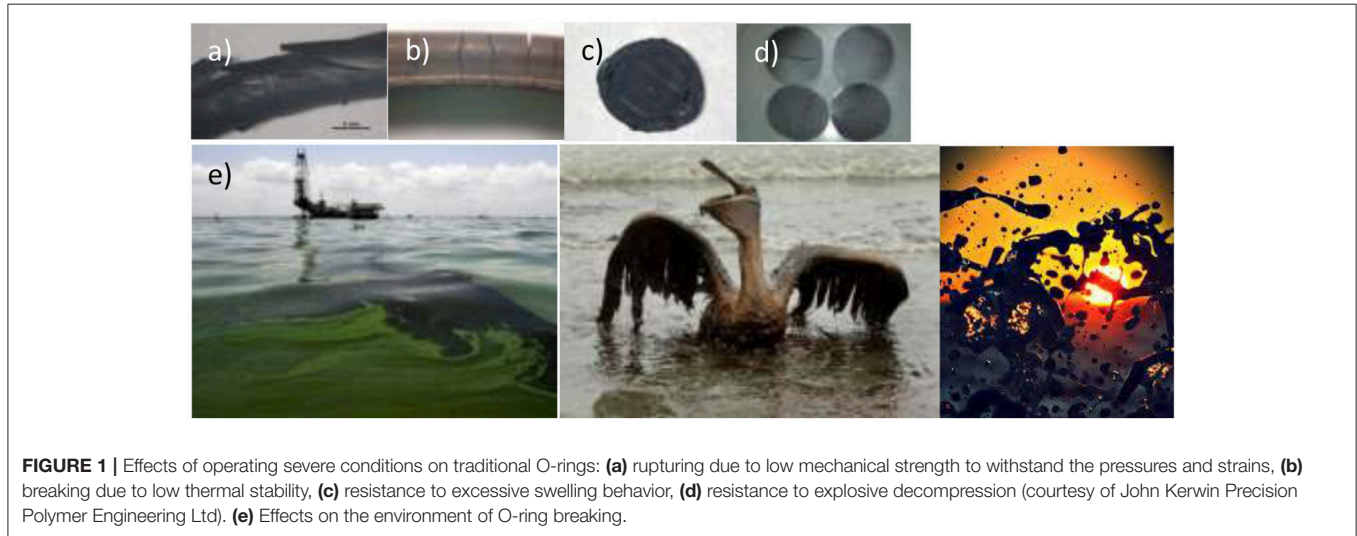 a)
b)
c)
d)
e)
FIGURE 1 | Effects of operating severe conditions on traditional O-rings: (a) rupturing due to low mechanical strength to withstand the pressures and strains, (b)
breaking due to low thermal stability, (c) resistance to excessive swelling behavior, (d) resistance to explosive decompression (courtesy of John Kerwin Precision
Polymer Engineering Ltd). (e) Effects on the environment of O-ring breaking.